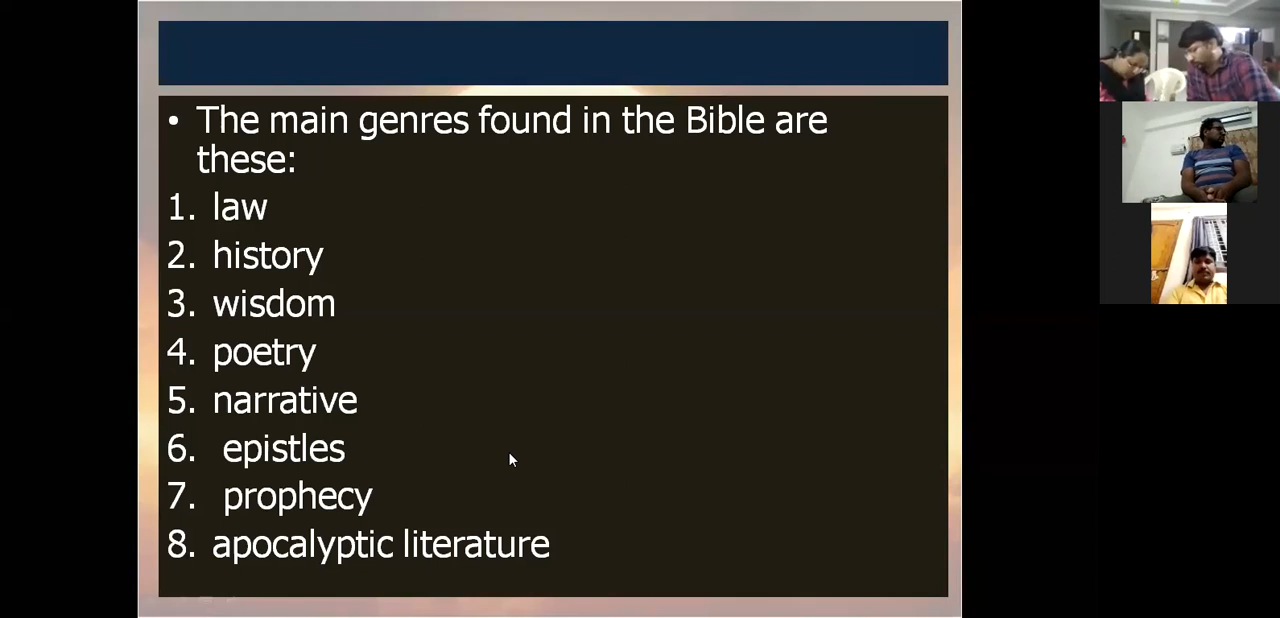 • The main genres found in the Bible are
these:
1. law
2. history
3. wisdom
4. poetry
5. narrative
6. epistles
7. prophecy
8. apocalyptic literature